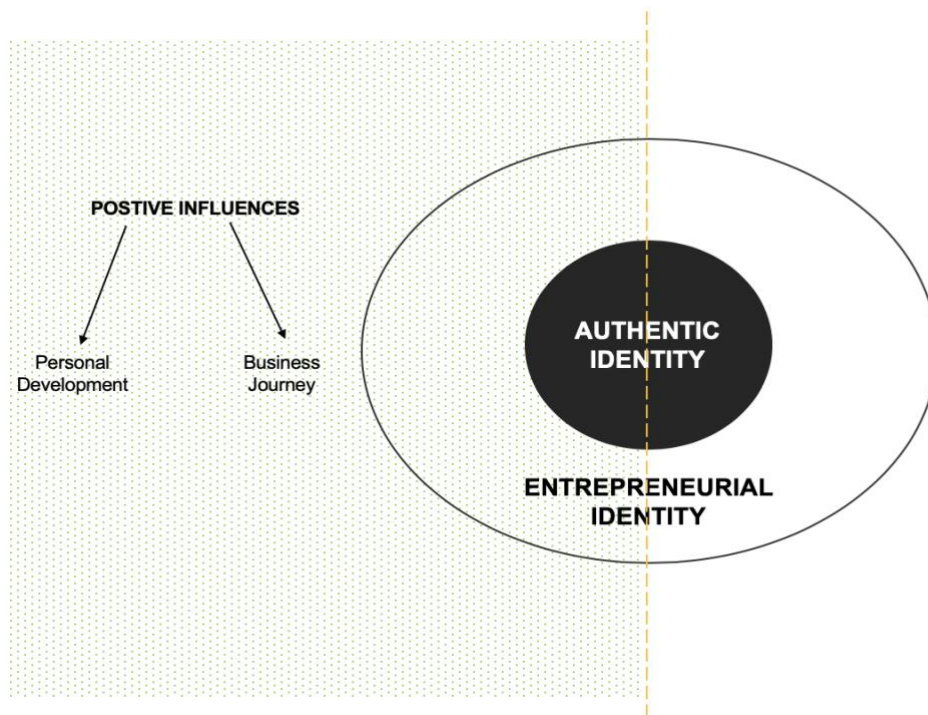 POSTIVE INFLUENCES
Personal
Development
Business
Journey
AUTHENTIC
IDENTITY
ENTREPRENEURIAL
IDENTITY